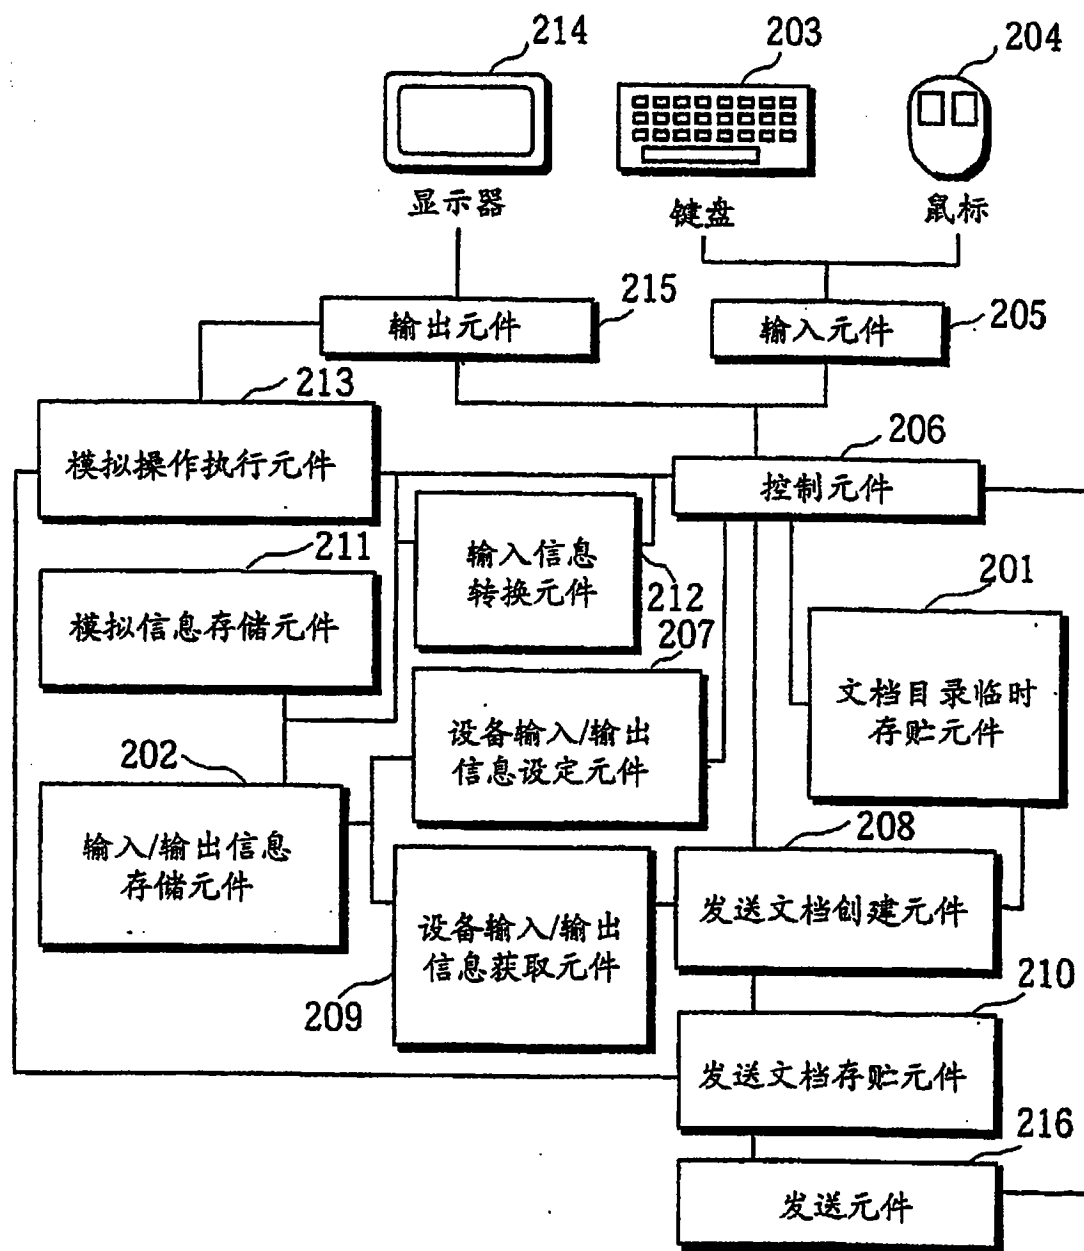 214
203
204
显示器
键盘
鼠标
215
输出元件
205
输入元件
213
模拟操作执行元件
206
控制元件
211
模拟信息存储元件
输入信息
转换元件
212
201
文档目录临时
存贮元件
207
设备输入/输出
信息设定元件
202
输入/输出信息
存储元件
208
发送文档创建元件
设备输入/输出
信息获取元件
209
210
发送文档存贮元件
216
发送元件